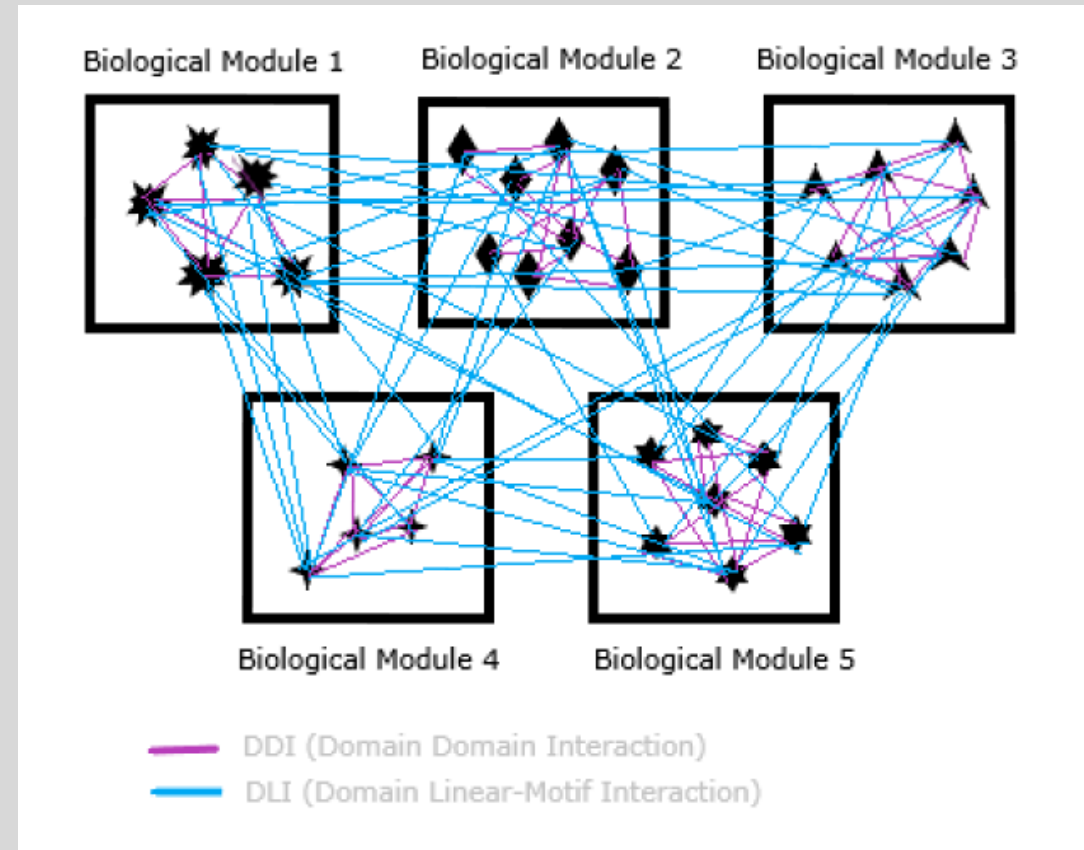 Biological Module 1
Biological Module 2
Biological Module 3
Biological Module 4
Biological Module 5
DDI (Domain Domain Interaction)
DLI (Domain Linear-Motif Interaction)